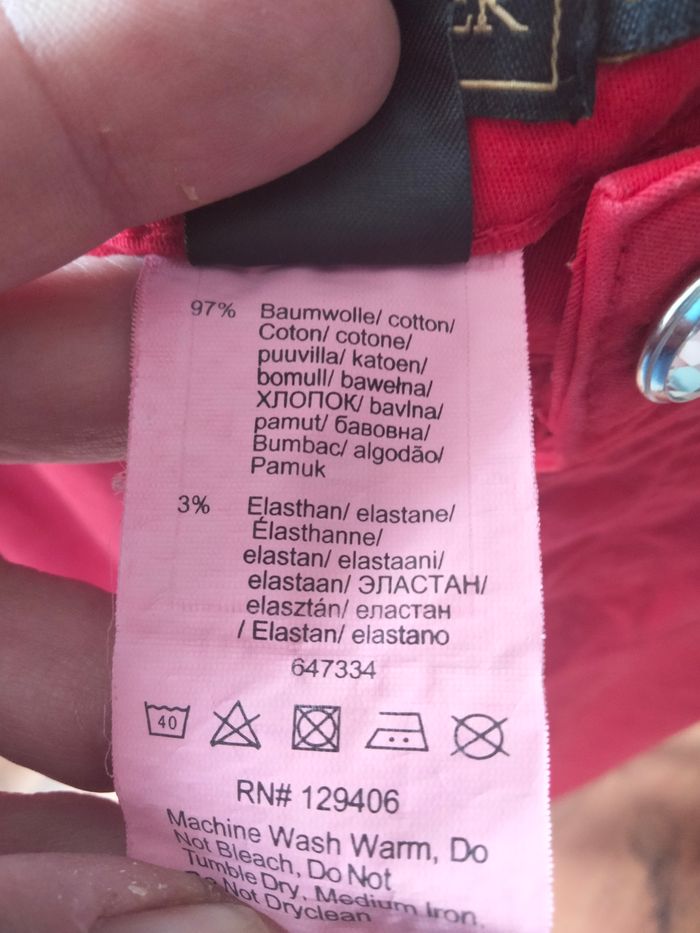 97% Baumwolle/ cotton/
Coton/ cotone/
puuvilla/ katoen/
bomull/ bawełna/
ХЛОПОК/ bavlna/
pamut/ бавовна/
Bumbac/ algodão/
Pamuk
3% Elasthan/ elastane/
Élasthanne/
elastan/ elastaani/
elastaan/ ЭЛАСТАН/
elasztán/ еластан
/ Elastan/ elastano
647334
40
RN# 129406
Machine Wash Warm, Do
Not Bleach, Do Not
Tumble Dry, Medium Iron,
Not Dryclean